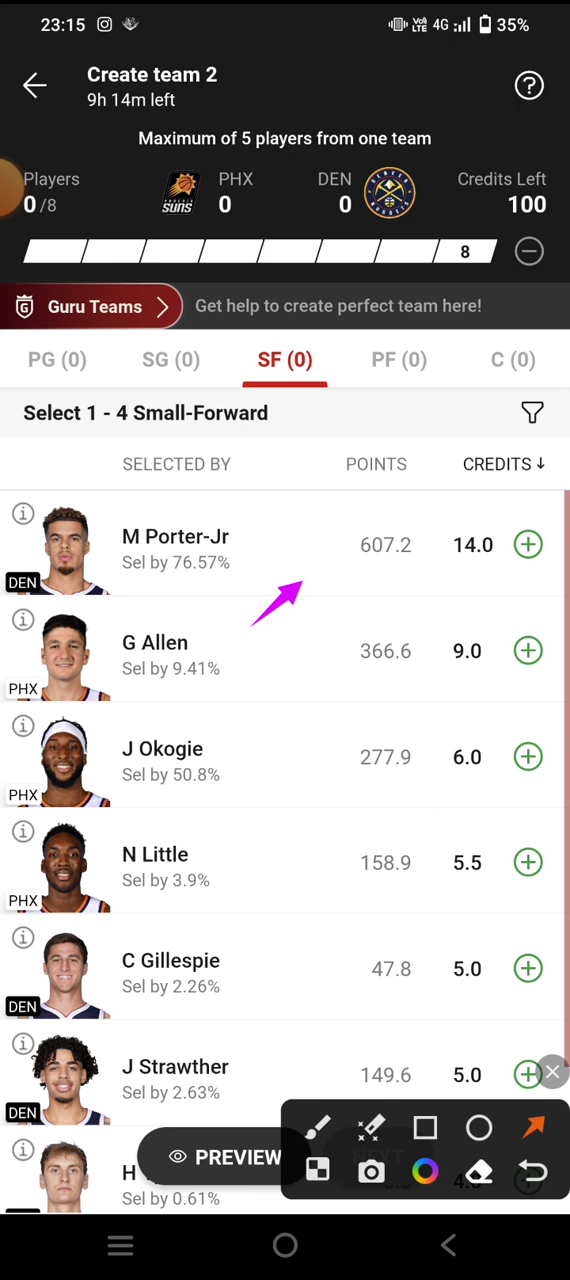 23:15 Vo) LTE 4G 35%
Create team 2
9h 14m left
Maximum of 5 players from one team
Players PHX DEN Credits Left
0 /8 SUNS 0 0 100
8
G Guru Teams Get help to create perfect team here!
PG (0) SG (0) SF (0) PF (0) C (0)
Select 1 - 4 Small-Forward
SELECTED BY POINTS CREDITS ↓
M Porter-Jr 607.2 14.0
Sel by 76.57%
DEN
G Allen 366.6 9.0
Sel by 9.41%
PHX
J Okogie 277.9 6.0
Sel by 50.8%
PHX
N Little 158.9 5.5
Sel by 3.9%
PHX
C Gillespie 47.8 5.0
Sel by 2.26%
DEN
J Strawther 149.6 5.0
Sel by 2.63%
DEN
PREVIEW NEXT
H
Sel by 0.61%